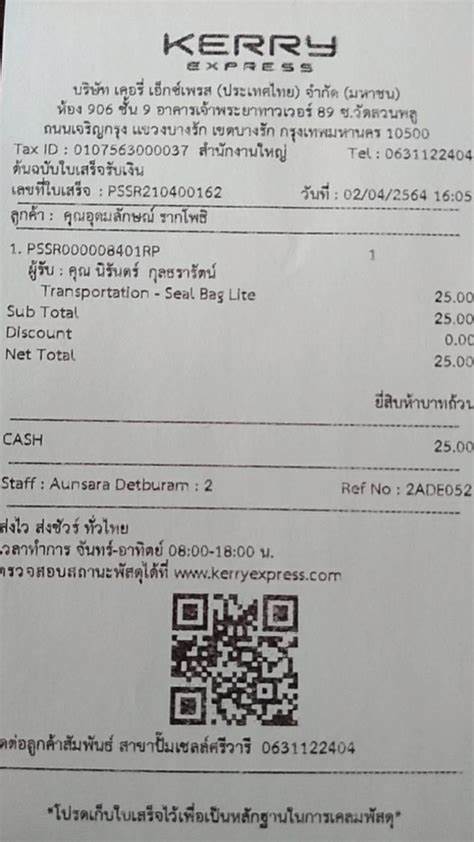 KERRY
EXPRESS
บริษัท เคอรี่ เอ็กซ์เพรส (ประเทศไทย) จำกัด (มหาชน)
ห้อง 906 ชั้น 9 อาคารเจ้าพระยาทาวเวอร์ 89 ซ.วัดสวนพลู
ถนนเจริญกรุง แขวงบางรัก เขตบางรัก กรุงเทพมหานคร 10500
Tax ID : 0107563000037 สำนักงานใหญ่ Tel : 0631122404
ต้นฉบับใบเสร็จรับเงิน
เลขที่ใบเสร็จ : PSSR210400162 วันที่ : 02/04/2564 16:05
ลูกค้า : คุณอุดมลักษณ์ รากโพธิ์
1. PSSR000008401RP 1
ผู้รับ : คุณ นิรันดร์ กุลธรารัตน์
Transportation - Seal Bag Lite 25.00
Sub Total 25.00
Discount 0.00
Net Total 25.00
ยี่สิบห้าบาทถ้วน
CASH 25.00
Staff : Aunsara Detburam : 2 Ref No : 2ADE052
ส่งไว ส่งชัวร์ ทั่วไทย
เวลาทำการ จันทร์-อาทิตย์ 08:00-18:00 น.
ตรวจสอบสถานะพัสดุได้ที่ www.kerryexpress.com
ติดต่อลูกค้าสัมพันธ์ สาขาปั๊มเชลล์ศรีวารี 0631122404
*โปรดเก็บใบเสร็จไว้เพื่อเป็นหลักฐานในการเคลมพัสดุ*